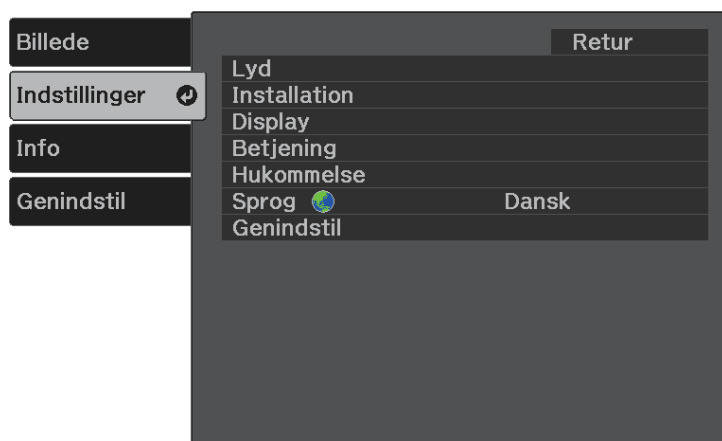 Billede
Indstillinger
Info
Genindstil
Retur
Lyd
Installation
Display
Betjening
Hukommelse
Sprog Dansk
Genindstil